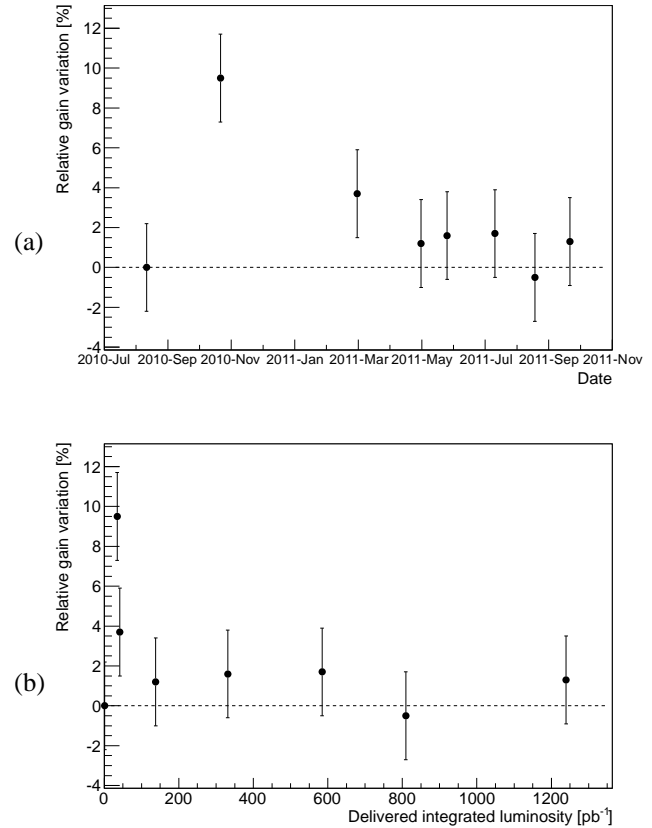 Relative gain variation [%]
12
10
8
6
4
2
0
-2
-4
2010-Jul 2010-Sep 2010-Nov 2011-Jan 2011-Mar 2011-May 2011-Jul 2011-Sep 2011-Nov
Date
(a)
Relative gain variation [%]
12
10
8
6
4
2
0
-2
-4
0 200 400 600 800 1000 1200
Delivered integrated luminosity [pb⁻¹]
(b)